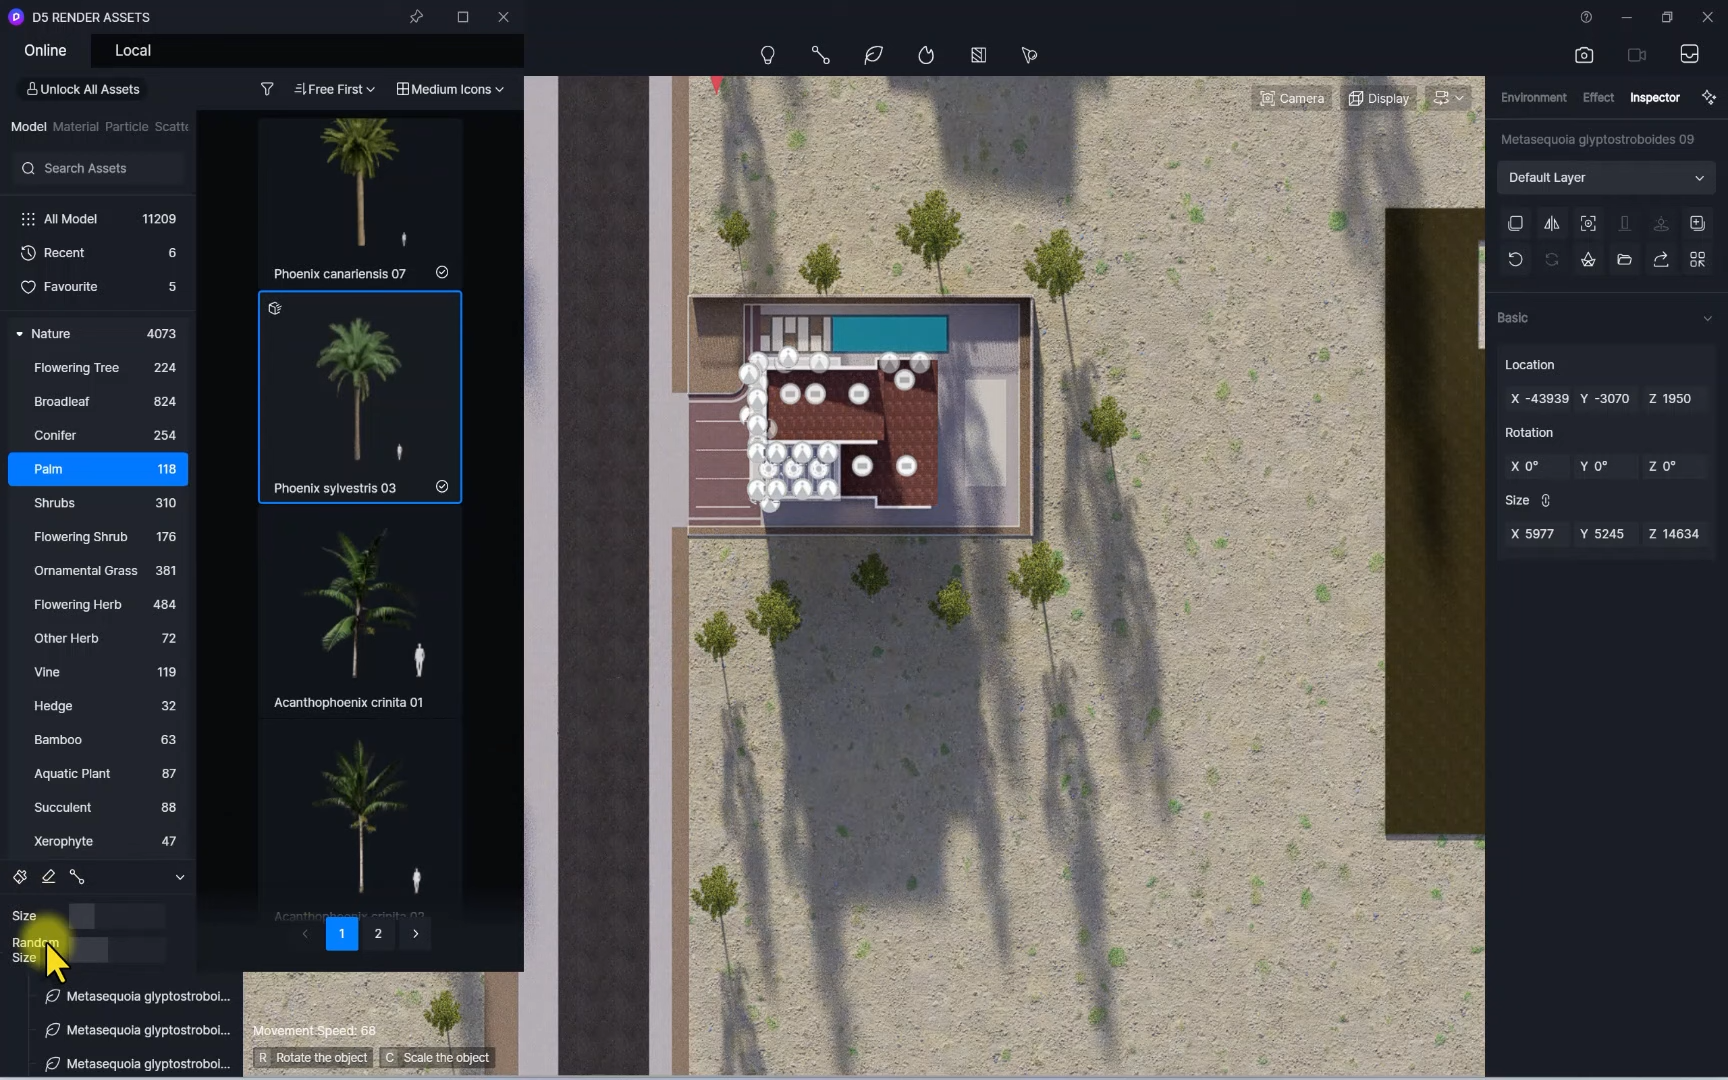 D5 RENDER ASSETS
Online
Local
Unlock All Assets
Free First
Medium Icons
Model Material Particle Scatte
Search Assets
All Model 11209
Recent 6
Favourite 5
Nature 4073
Flowering Tree 224
Broadleaf 824
Conifer 254
Palm 118
Shrubs 310
Flowering Shrub 176
Ornamental Grass 381
Flowering Herb 484
Other Herb 72
Vine 119
Hedge 32
Bamboo 63
Aquatic Plant 87
Succulent 88
Xerophyte 47
Size
Random
Size
Metasequoia glyptostroboi...
Metasequoia glyptostroboi...
Metasequoia glyptostroboi...
Phoenix canariensis 07
Phoenix sylvestris 03
Acanthophoenix crinita 01
Acanthophoenix crinita 02
1 2
Movement Speed: 68
R Rotate the object C Scale the object
Camera
Display
Environment Effect Inspector
Metasequoia glyptostroboides 09
Default Layer
Basic
Location
X -43939 Y -3070 Z 1950
Rotation
X 0° Y 0° Z 0°
Size
X 5977 Y 5245 Z 14634